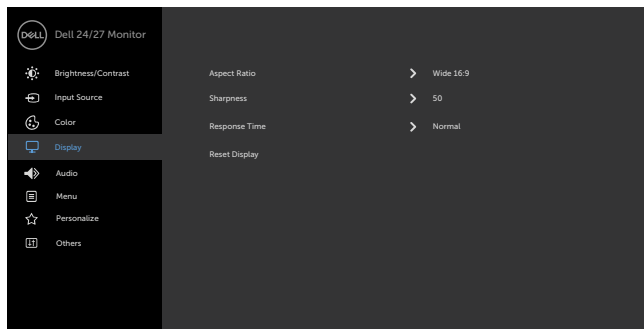 DELL Dell 24/27 Monitor
Brightness/Contrast
Input Source
Color
Display
Audio
Menu
Personalize
Others
Aspect Ratio Wide 16:9
Sharpness 50
Response Time Normal
Reset Display